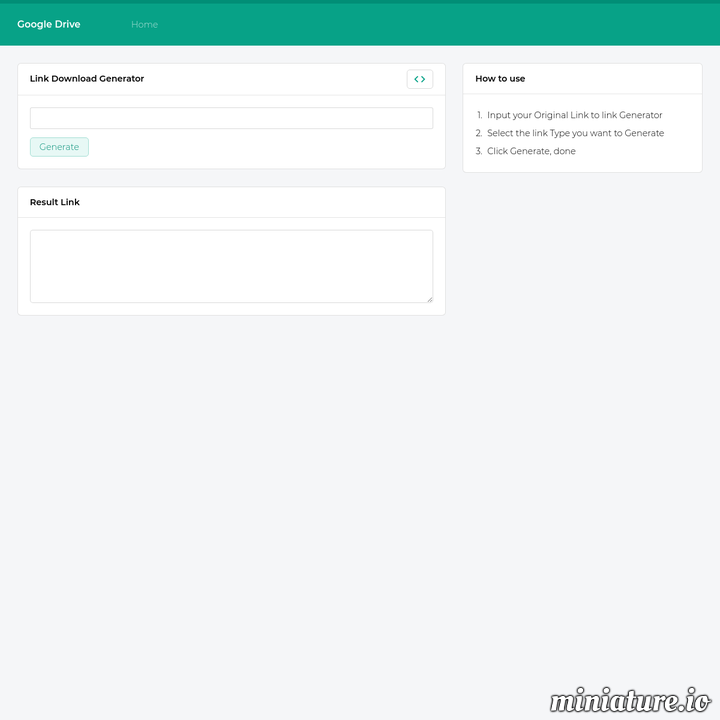 Google Drive
Home
Link Download Generator
<>
Generate
Result Link
How to use
1. Input your Original Link to link Generator
2. Select the link Type you want to Generate
3. Click Generate, done
miniature.io